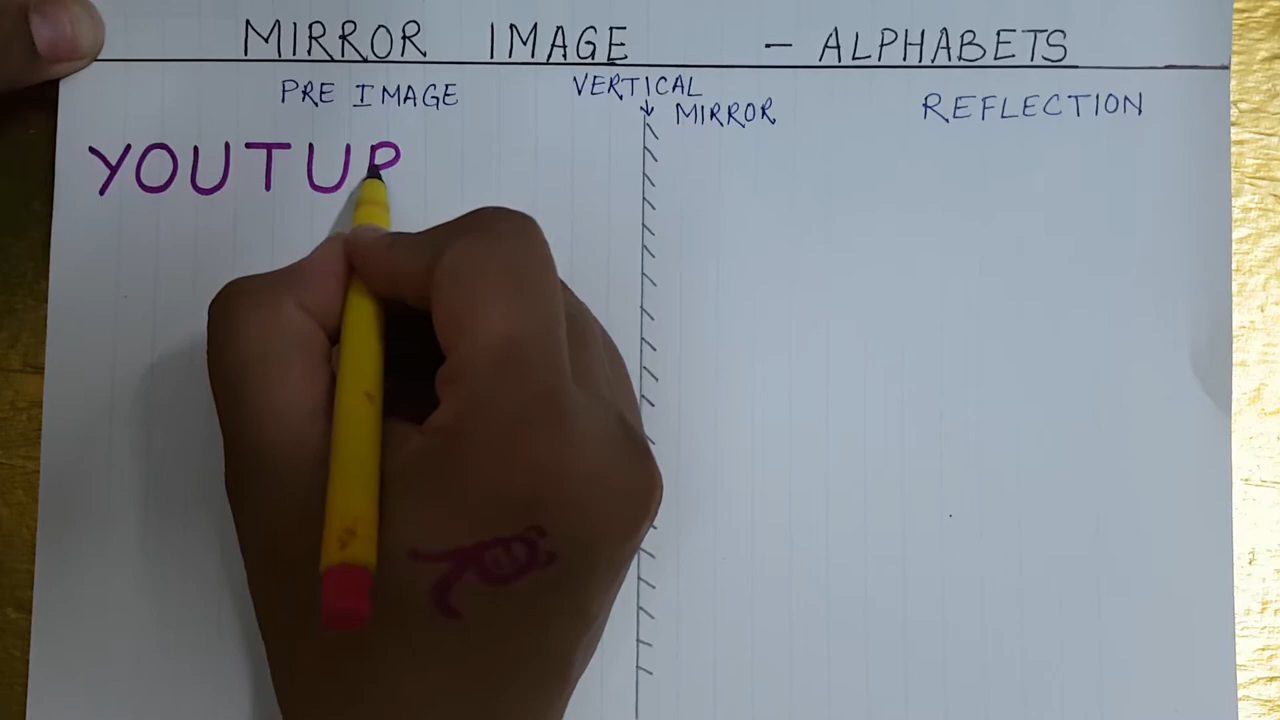 MIRROR IMAGE - ALPHABETS
PRE IMAGE VERTICAL MIRROR REFLECTION
YOUTUP